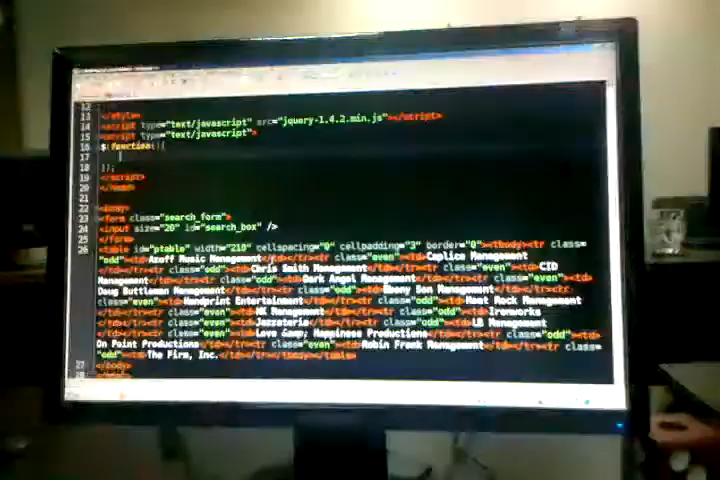 12
13 </style>
14 <script type="text/javascript" src="jquery-1.4.2.min.js"></script>
15 <script type="text/javascript">
16 $(function(){
17
18 });
19 </script>
20 </head>
21
22 <body>
23 <form class="search_form">
24 <input size="20" id="search_box" />
25 </form>
26 <table id="ptable" width="210" cellspacing="0" cellpadding="3" border="0"><tbody><tr class=
"odd"><td>Azoff Music Management</td></tr><tr class="even"><td>Caplice Management
</td></tr><tr class="odd"><td>Chris Smith Management</td></tr><tr class="even"><td>CID
Management</td></tr><tr class="odd"><td>Dark Angel Management</td></tr><tr class="even"><td>
Doug Buttleman Management</td></tr><tr class="odd"><td>Ebony Son Management</td></tr><tr
class="even"><td>Handprint Entertainment</td></tr><tr class="odd"><td>Meet Rock Management
</td></tr><tr class="even"><td>MK Management</td></tr><tr class="odd"><td>Ironworks
</td></tr><tr class="even"><td>Jazzateria</td></tr><tr class="odd"><td>LB Management
</td></tr><tr class="even"><td>Love &amp; Happiness Productions</td></tr><tr class="odd"><td>
On Point Productions</td></tr><tr class="even"><td>Robin Frank Management</td></tr><tr class=
"odd"><td>The Firm, Inc.</td></tr></tbody></table>
27 </body>
28